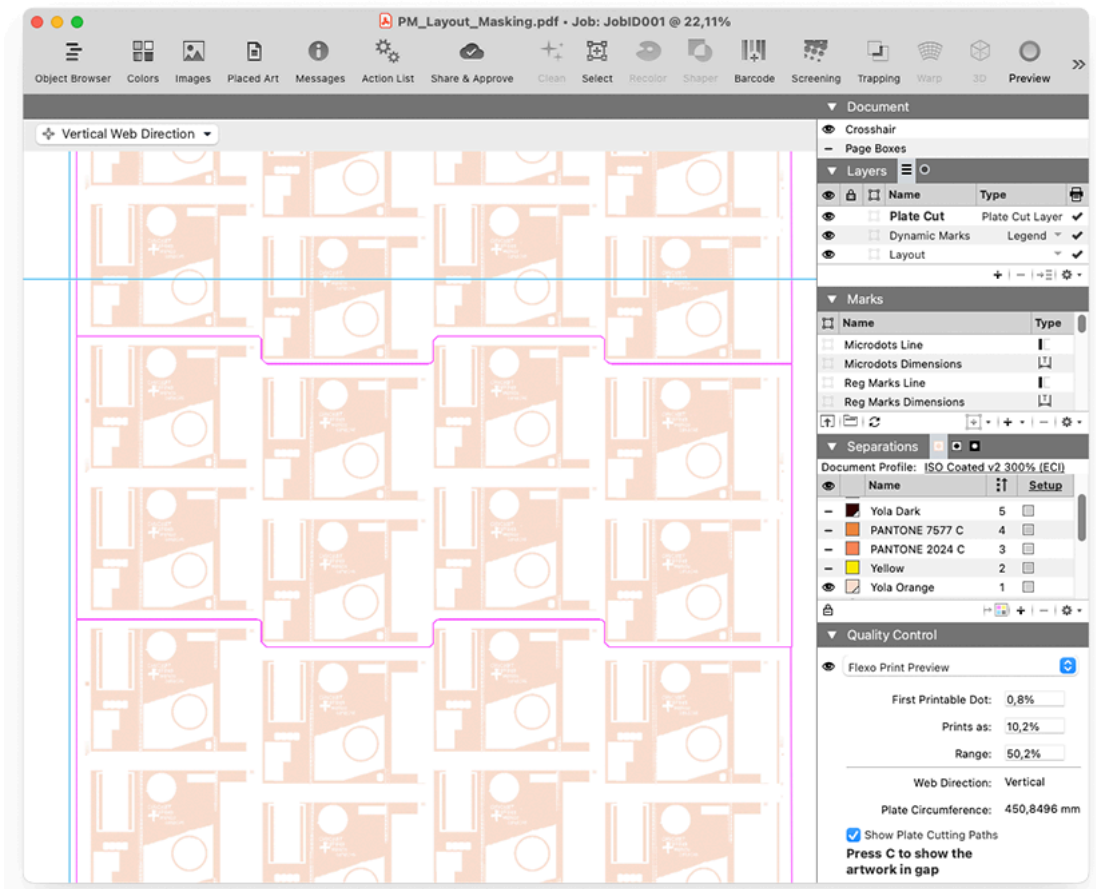 PM_Layout_Masking.pdf • Job: JobID001 @ 22,11%
Object Browser Colors Images Placed Art Messages Action List Share & Approve Clean Select Recolor Shaper Barcode Screening Trapping Warp 3D Preview
Vertical Web Direction
Document
Crosshair
Page Boxes
Layers
Name Type
Plate Cut Plate Cut Layer
Dynamic Marks Legend
Layout
Marks
Name Type
Microdots Line
Microdots Dimensions
Reg Marks Line
Reg Marks Dimensions
Separations
Document Profile: ISO Coated v2 300% (ECI)
Name Setup
Yola Dark 5
PANTONE 7577 C 4
PANTONE 2024 C 3
Yellow 2
Yola Orange 1
Quality Control
Flexo Print Preview
First Printable Dot: 0,8%
Prints as: 10,2%
Range: 50,2%
Web Direction: Vertical
Plate Circumference: 450,8496 mm
Show Plate Cutting Paths
Press C to show the
artwork in gap